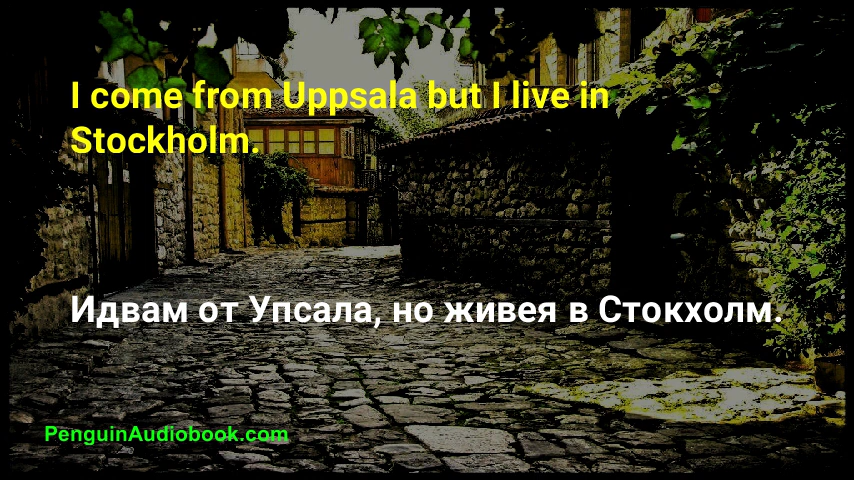 I come from Uppsala but I live in
Stockholm.
Идвам от Упсала, но живея в Стокхолм.
PenguinAudiobook.com